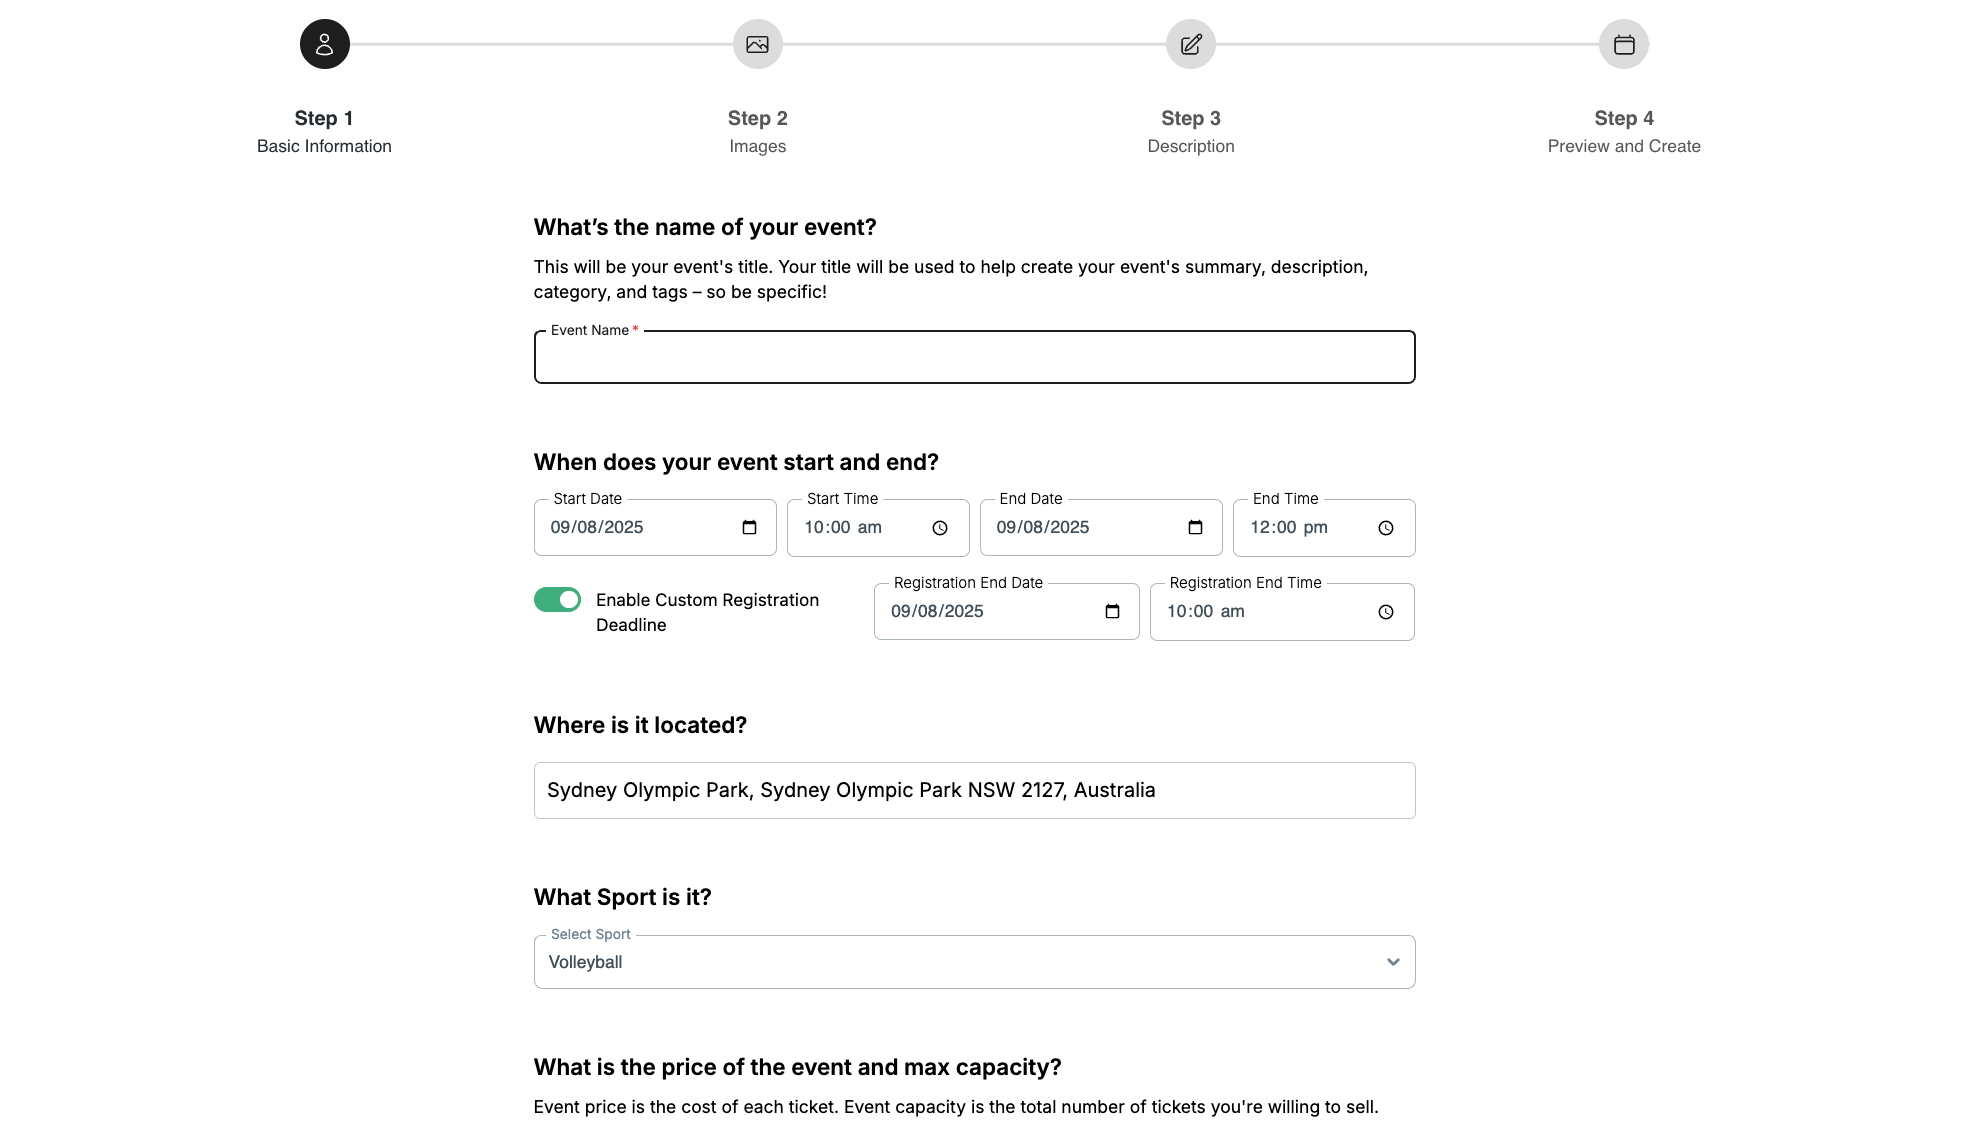 Step 1
Basic Information
Step 2
Images
Step 3
Description
Step 4
Preview and Create
What’s the name of your event?
This will be your event's title. Your title will be used to help create your event's summary, description,
category, and tags – so be specific!
Event Name *
When does your event start and end?
Start Date
09/08/2025
Start Time
10:00 am
End Date
09/08/2025
End Time
12:00 pm
Enable Custom Registration
Deadline
Registration End Date
09/08/2025
Registration End Time
10:00 am
Where is it located?
Sydney Olympic Park, Sydney Olympic Park NSW 2127, Australia
What Sport is it?
Select Sport
Volleyball
What is the price of the event and max capacity?
Event price is the cost of each ticket. Event capacity is the total number of tickets you're willing to sell.